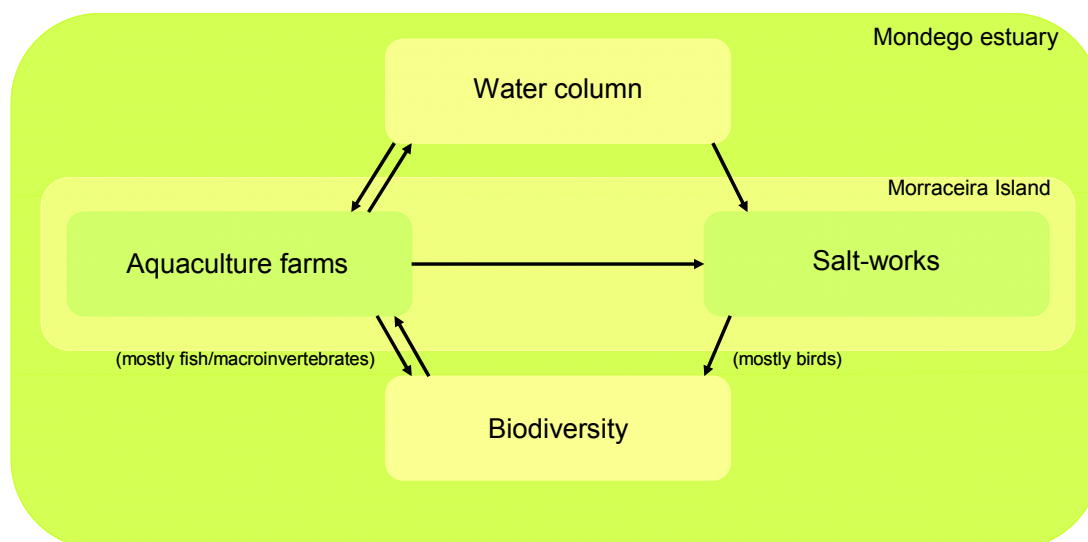 Mondego estuary
Water column
Morraceira Island
Aquaculture farms
Salt-works
(mostly fish/macroinvertebrates)
(mostly birds)
Biodiversity